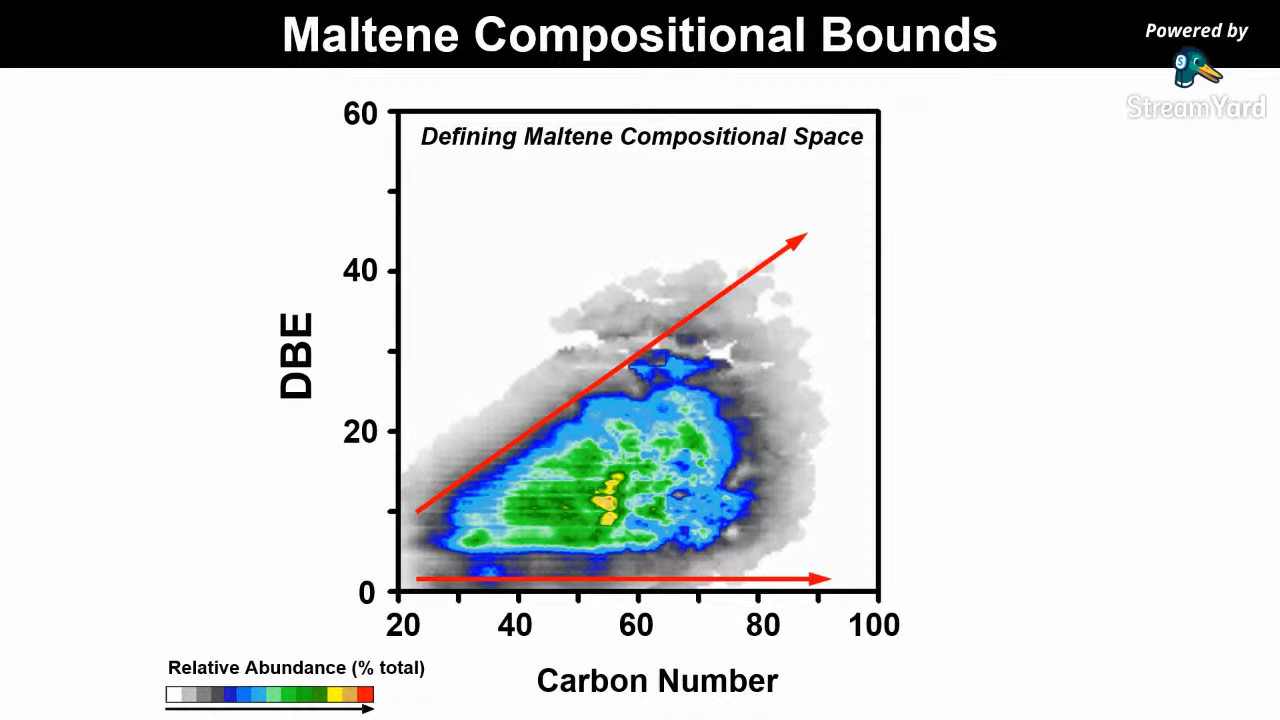 Maltene Compositional Bounds
Powered by
StreamYard
60
Defining Maltene Compositional Space
40
DBE
20
0
20 40 60 80 100
Relative Abundance (% total)
Carbon Number